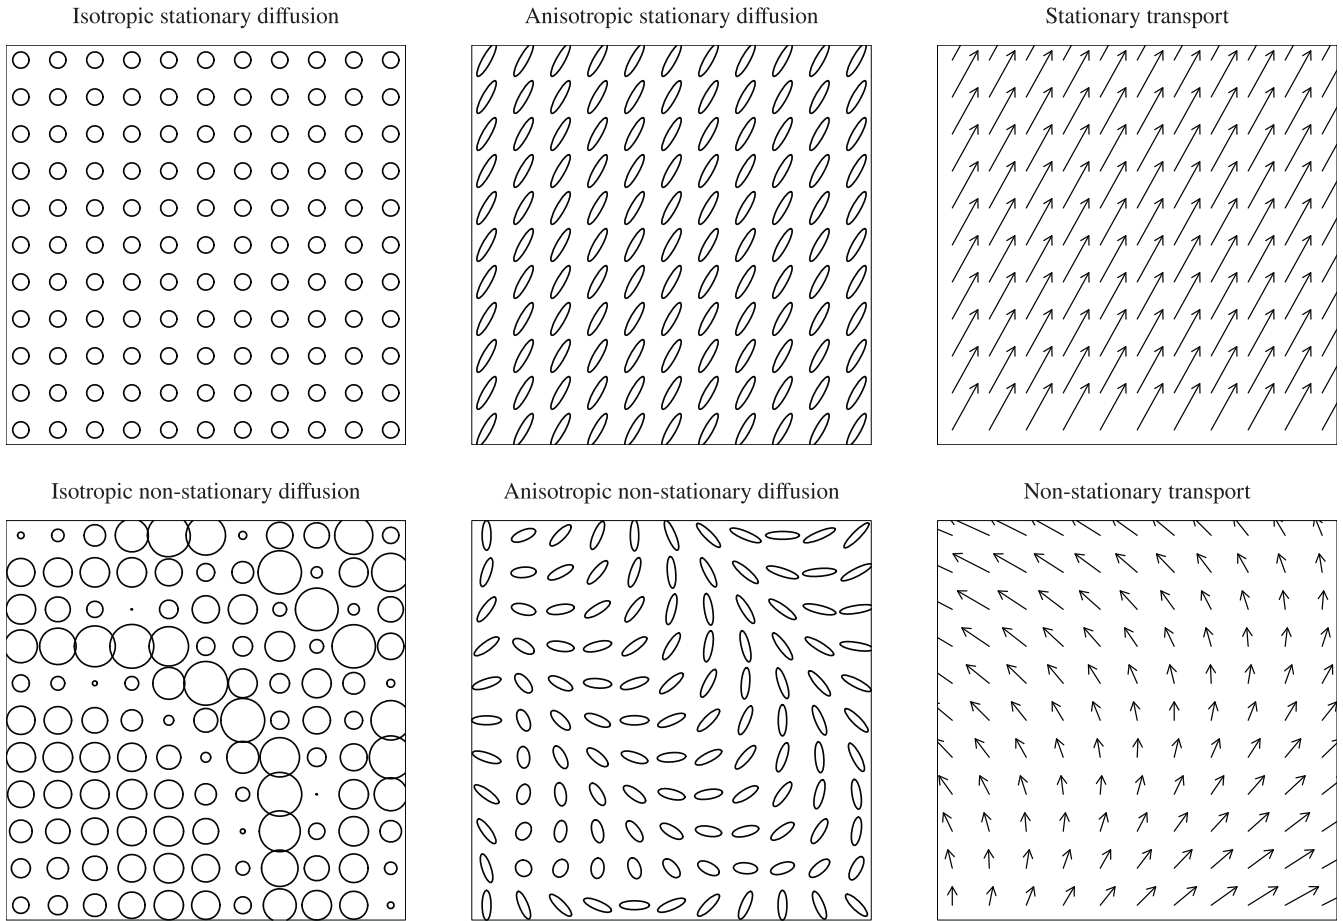 Isotropic stationary diffusion
Anisotropic stationary diffusion
Stationary transport
Isotropic non-stationary diffusion
Anisotropic non-stationary diffusion
Non-stationary transport